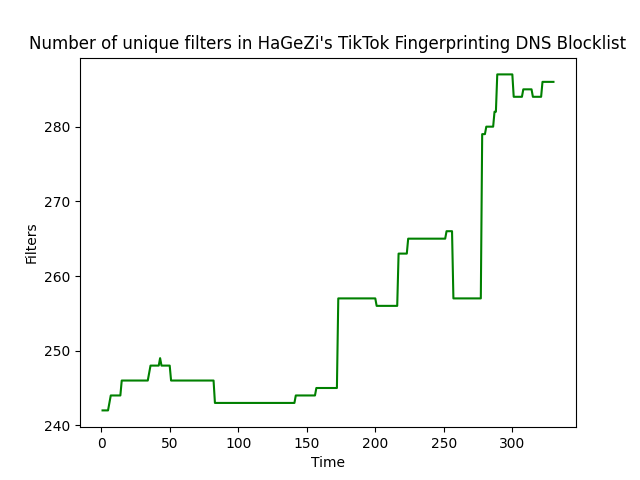 Number of unique filters in HaGeZi's TikTok Fingerprinting DNS Blocklist
280
270
260
250
240
Filters
0 50 100 150 200 250 300
Time